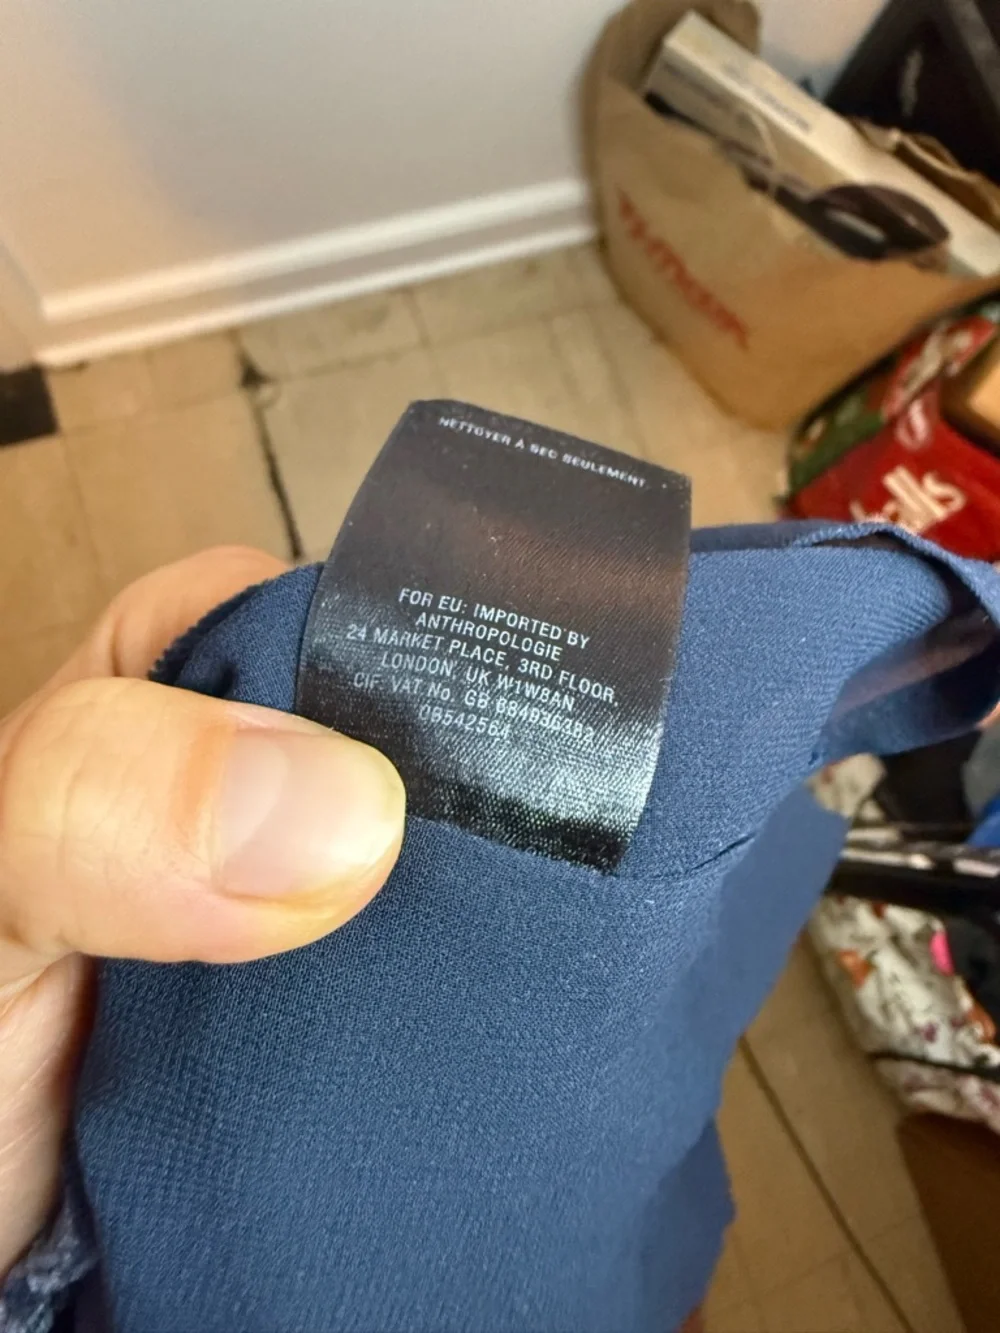 NETTOYER À SEC SEULEMENT
FOR EU: IMPORTED BY
ANTHROPOLOGIE
24 MARKET PLACE, 3RD FLOOR,
LONDON, UK W1W8AN
CIF. VAT No. GB
08542564